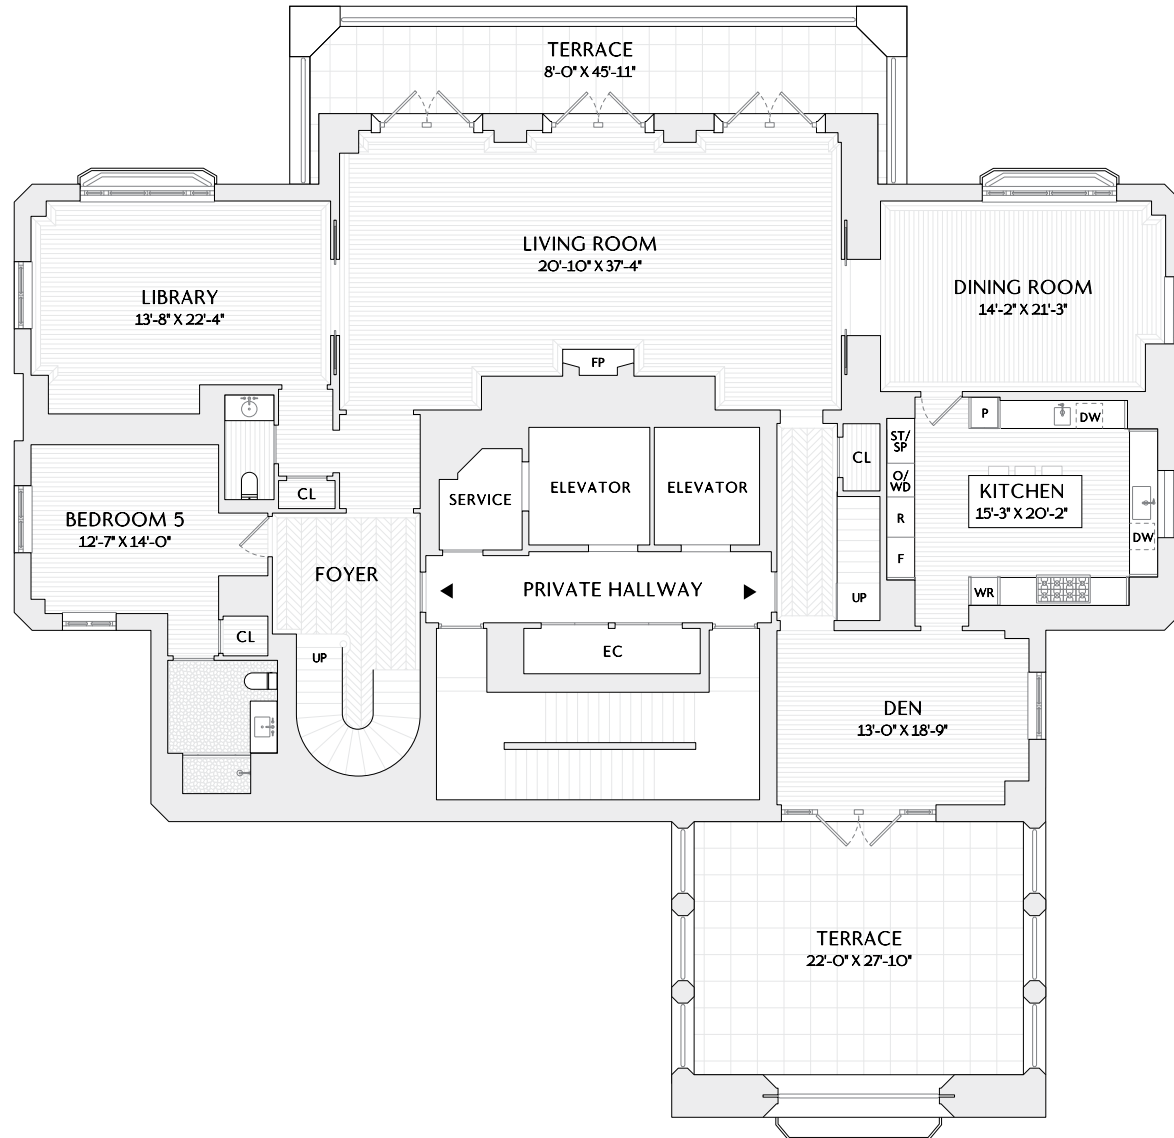 TERRACE
8'-0" X 45'-11"
LIVING ROOM
20'-10" X 37'-4"
LIBRARY
13'-8" X 22'-4"
DINING ROOM
14'-2" X 21'-3"
FP
P
DW
ST/
SP
O/
WD
R
F
CL
KITCHEN
15'-3" X 20'-2"
DW
WR
UP
CL
SERVICE
ELEVATOR
ELEVATOR
BEDROOM 5
12'-7" X 14'-0"
FOYER
PRIVATE HALLWAY
CL
UP
EC
DEN
13'-0" X 18'-9"
TERRACE
22'-0" X 27'-10"